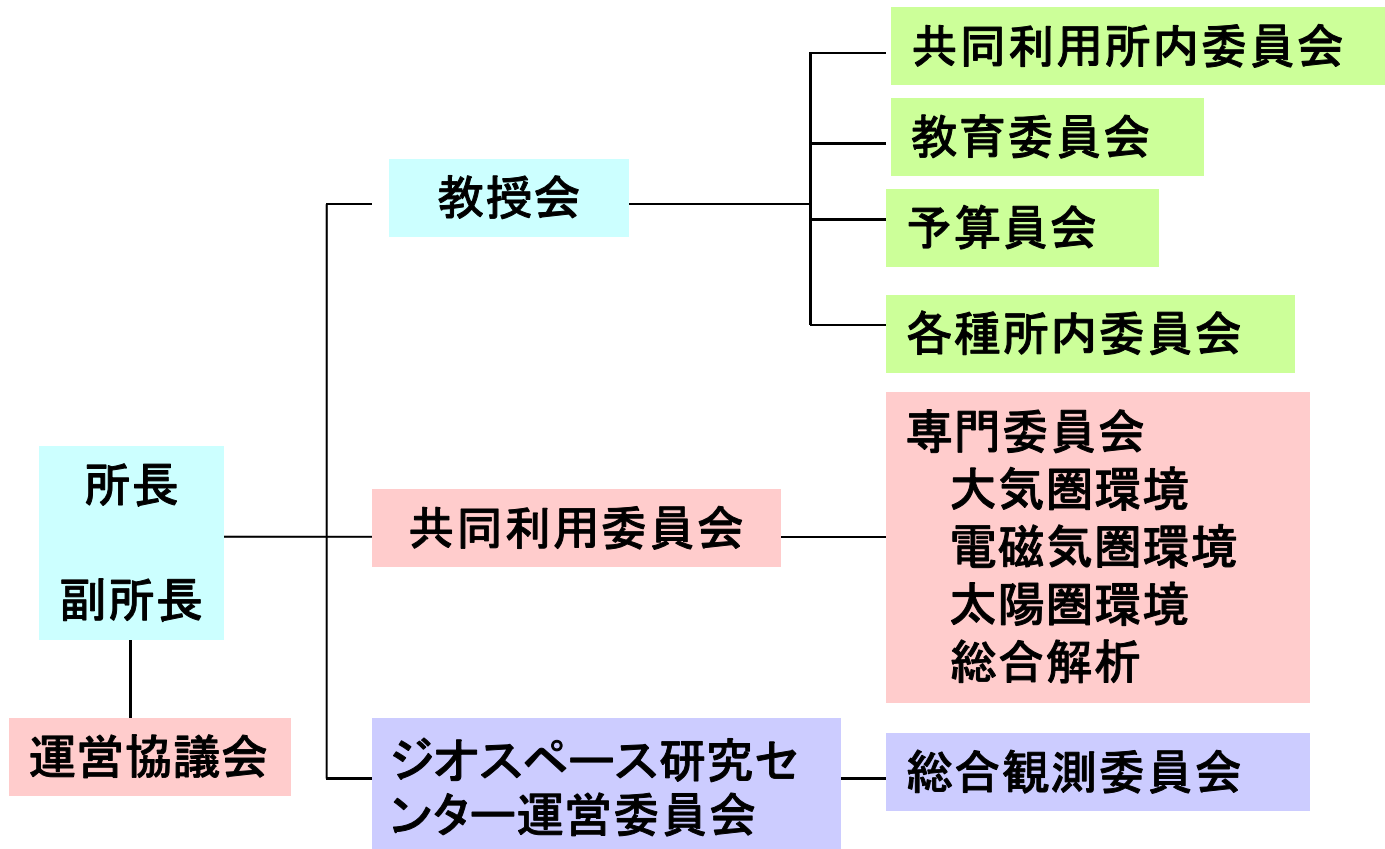 共同利用所内委員会
教育委員会
教授会
予算員会
各種所内委員会
所長
副所長
共同利用委員会
専門委員会
大気圏環境
電磁気圏環境
太陽圏環境
総合解析
運営協議会
ジオスペース研究セ
ンター運営委員会
総合観測委員会